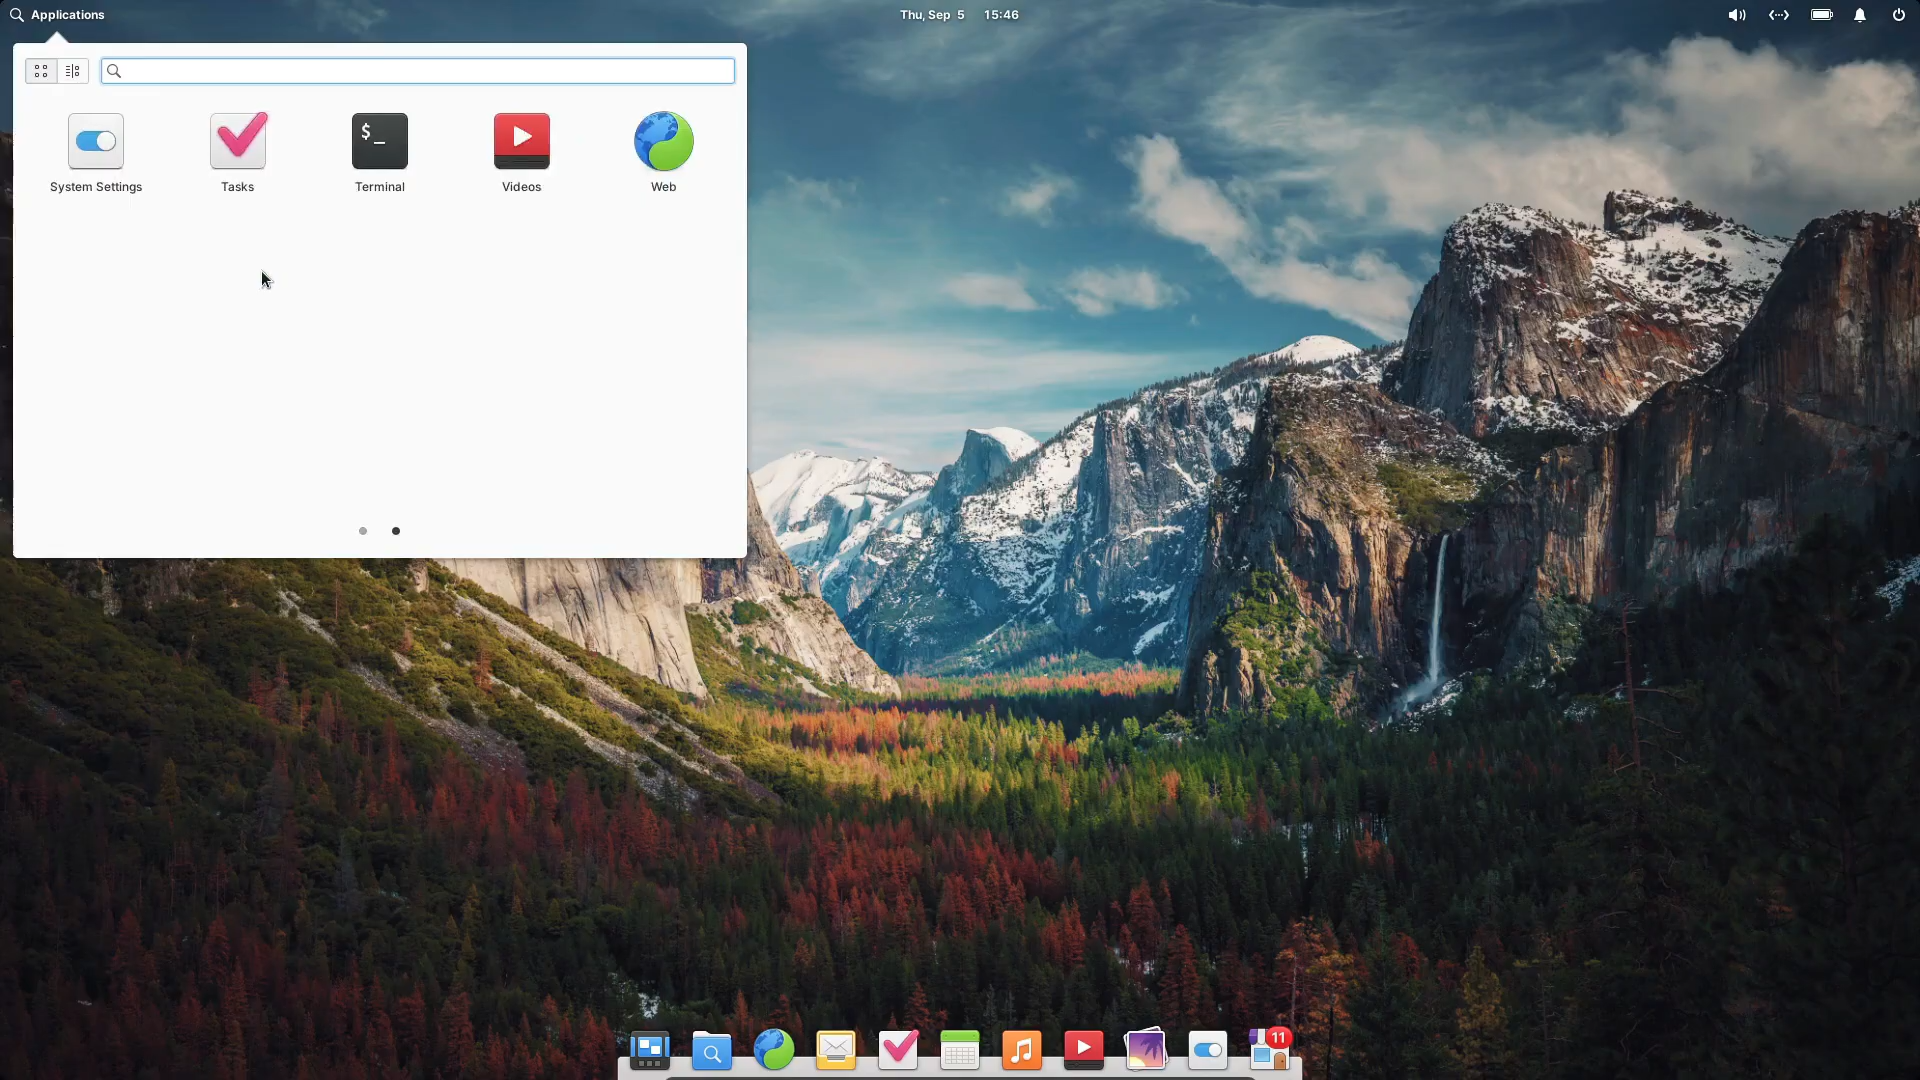 Applications
Thu, Sep 5 15:46
System Settings
Tasks
$_
Terminal
Videos
Web
11